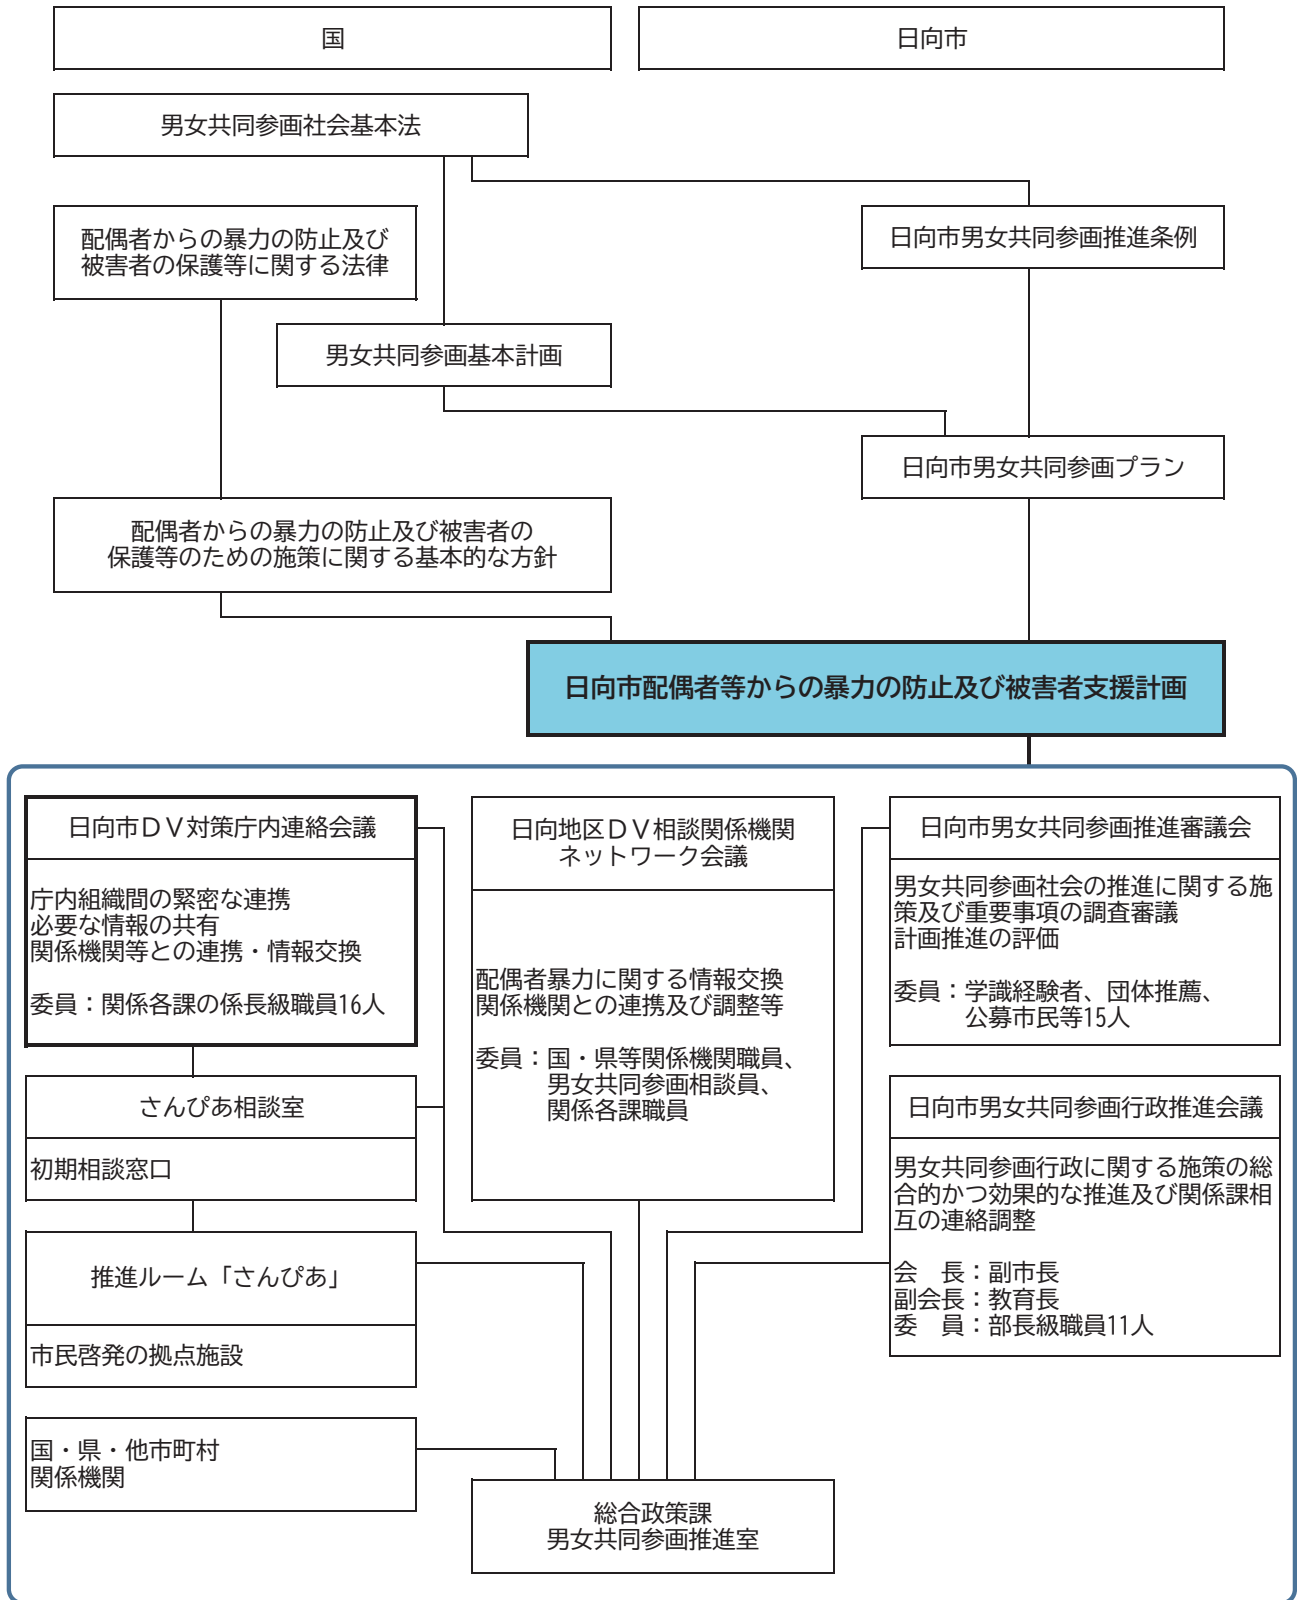 国
日向市
男女共同参画社会基本法
配偶者からの暴力の防止及び
被害者の保護等に関する法律
日向市男女共同参画推進条例
男女共同参画基本計画
日向市男女共同参画プラン
配偶者からの暴力の防止及び被害者の
保護等のための施策に関する基本的な方針
日向市配偶者等からの暴力の防止及び被害者支援計画
日向市ＤＶ対策庁内連絡会議
庁内組織間の緊密な連携
必要な情報の共有
関係機関等との連携・情報交換
委員：関係各課の係長級職員16人
さんぴあ相談室
初期相談窓口
推進ルーム「さんぴあ」
市民啓発の拠点施設
国・県・他市町村
関係機関
日向地区ＤＶ相談関係機関
ネットワーク会議
配偶者暴力に関する情報交換
関係機関との連携及び調整等
委員：国・県等関係機関職員、
男女共同参画相談員、
関係各課職員
日向市男女共同参画推進審議会
男女共同参画社会の推進に関する施
策及び重要事項の調査審議
計画推進の評価
委員：学識経験者、団体推薦、
公募市民等15人
日向市男女共同参画行政推進会議
男女共同参画行政に関する施策の総
合的かつ効果的な推進及び関係課相
互の連絡調整
会　長：副市長
副会長：教育長
委　員：部長級職員11人
総合政策課
男女共同参画推進室